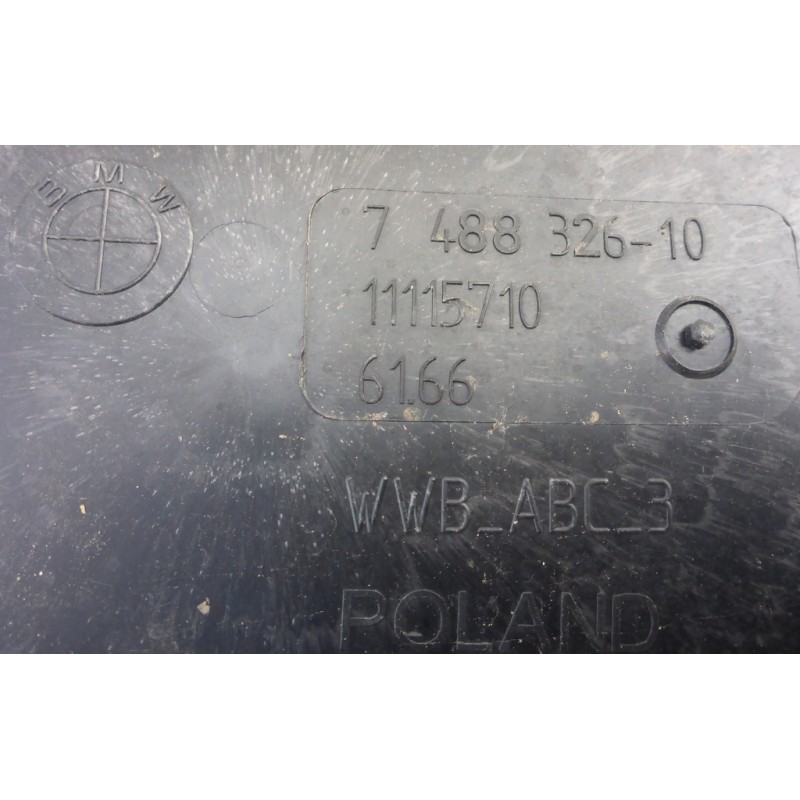 BMW
7 488 326-10
11115710
61.66
WWB_ABC_3
POLAND